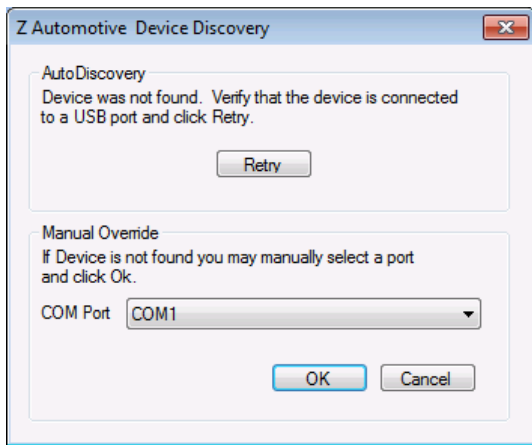 Z Automotive Device Discovery
AutoDiscovery
Device was not found. Verify that the device is connected
to a USB port and click Retry.
Retry
Manual Override
If Device is not found you may manually select a port
and click Ok.
COM Port COM1
OK Cancel